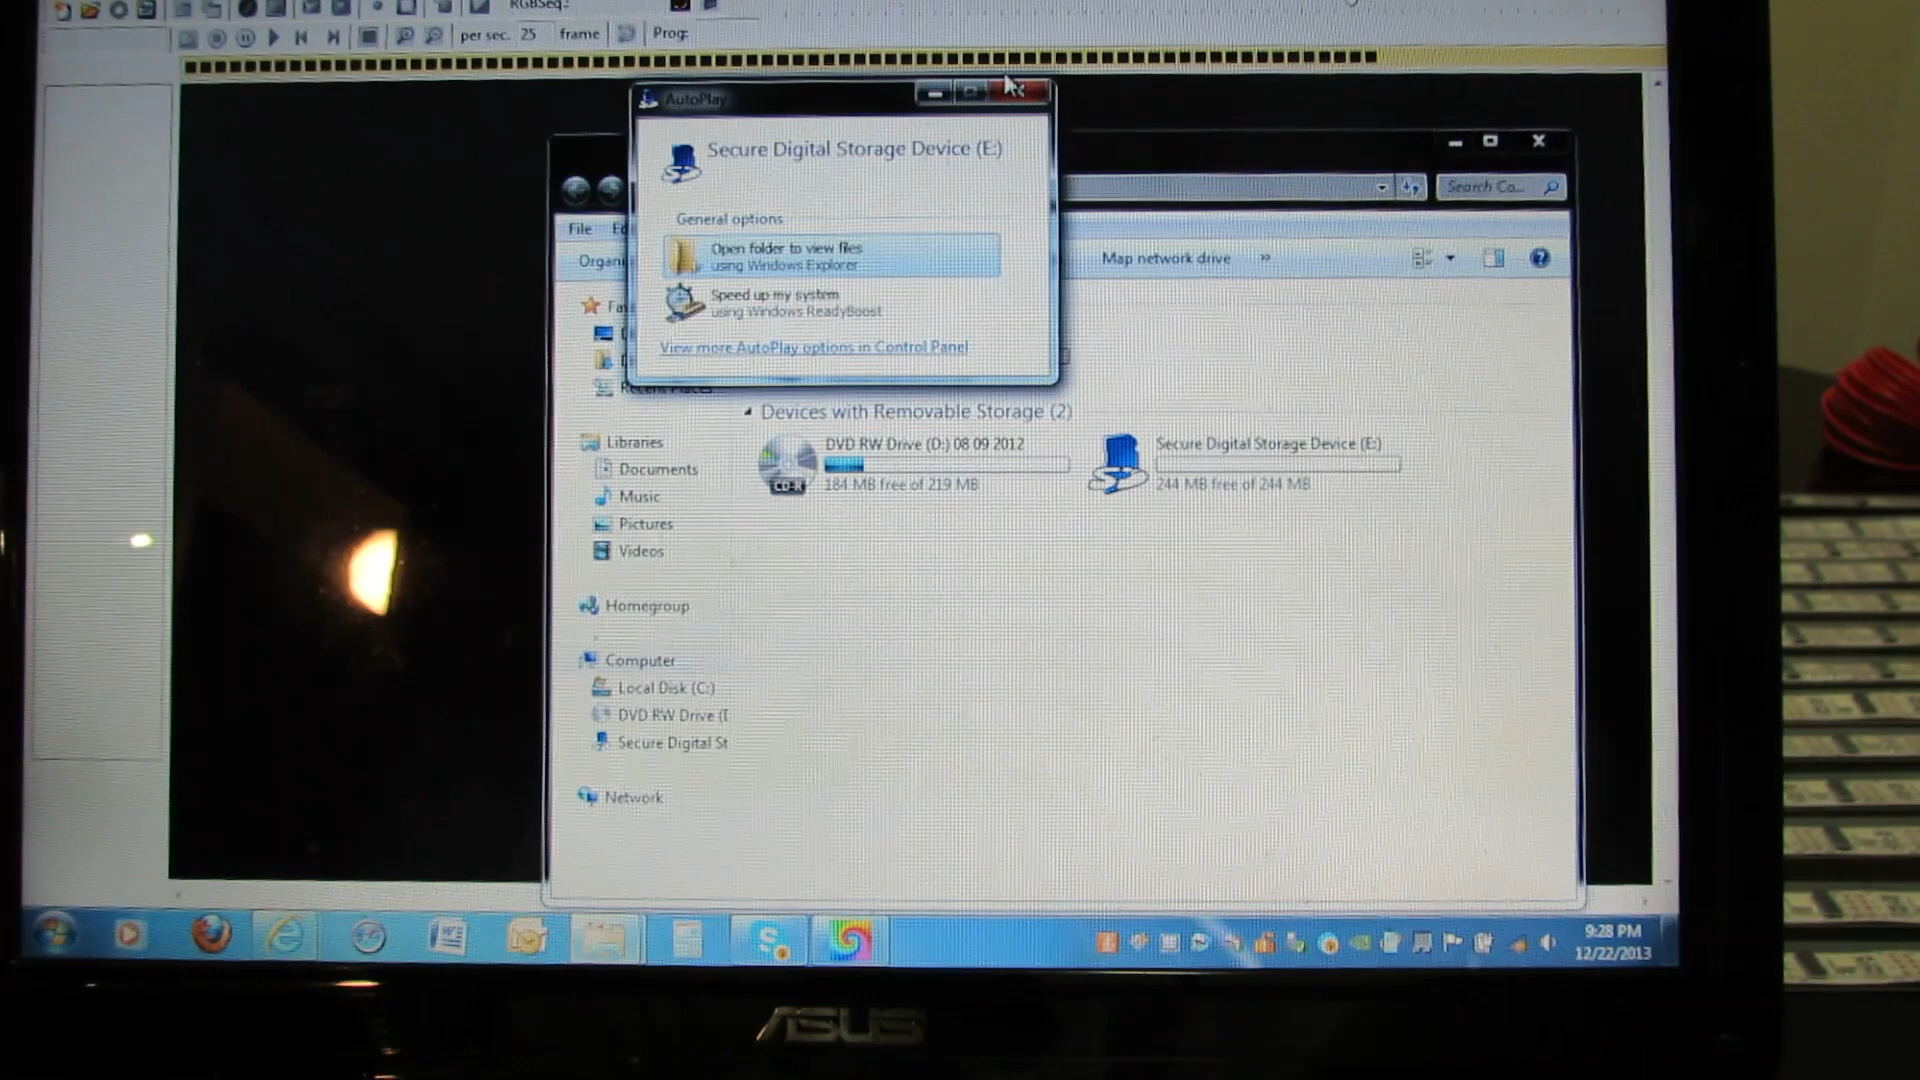 RGBSeq:
per sec. 25 frame Prog:
AutoPlay
Secure Digital Storage Device (E:)
General options
Open folder to view files
using Windows Explorer
Speed up my system
using Windows ReadyBoost
View more AutoPlay options in Control Panel
Search Co...
File
Organi
Map network drive »
Fav
Recent Places
Devices with Removable Storage (2)
DVD RW Drive (D:) 08 09 2012
CD-R
184 MB free of 219 MB
Secure Digital Storage Device (E:)
244 MB free of 244 MB
Libraries
Documents
Music
Pictures
Videos
Homegroup
Computer
Local Disk (C:)
DVD RW Drive (D
Secure Digital St
Network
9:28 PM
12/22/2013
ASUS